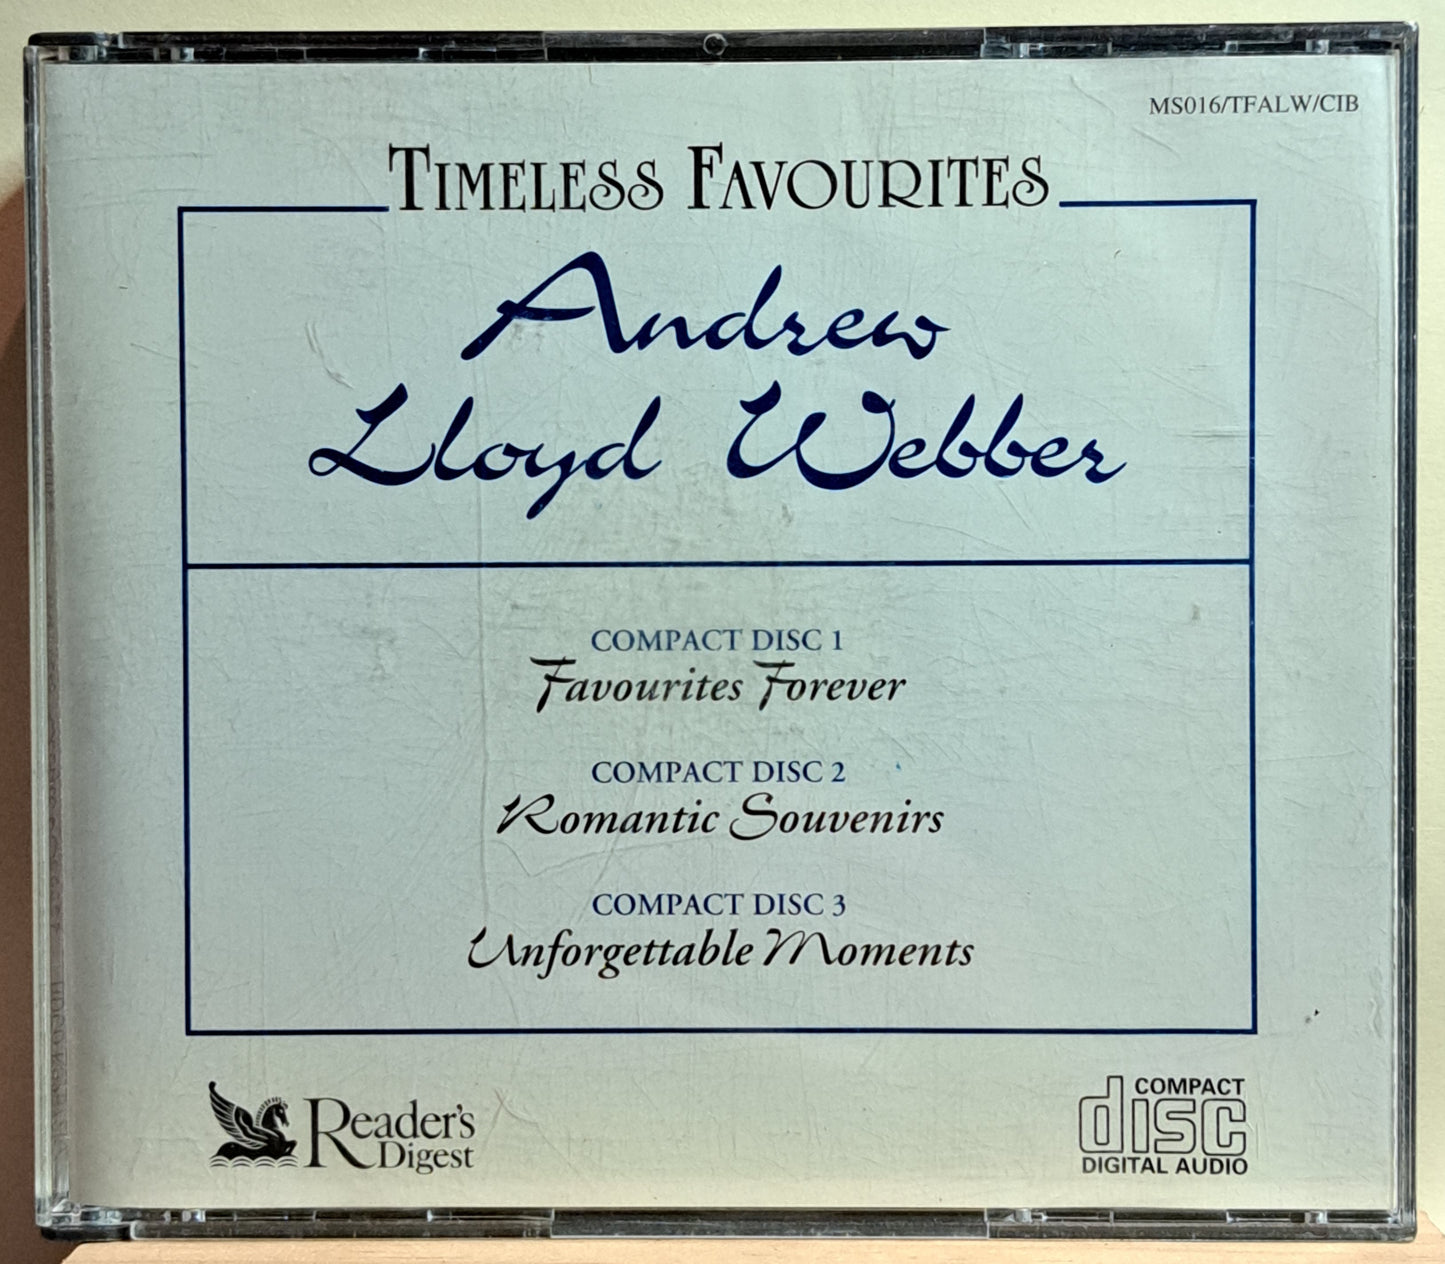 MS016/TFALW/CIB
TIMELESS FAVOURITES
Andrew
Lloyd Webber
COMPACT DISC 1
Favourites Forever
COMPACT DISC 2
Romantic Souvenirs
COMPACT DISC 3
Unforgettable Moments
Reader's
Digest
COMPACT
disc
DIGITAL AUDIO